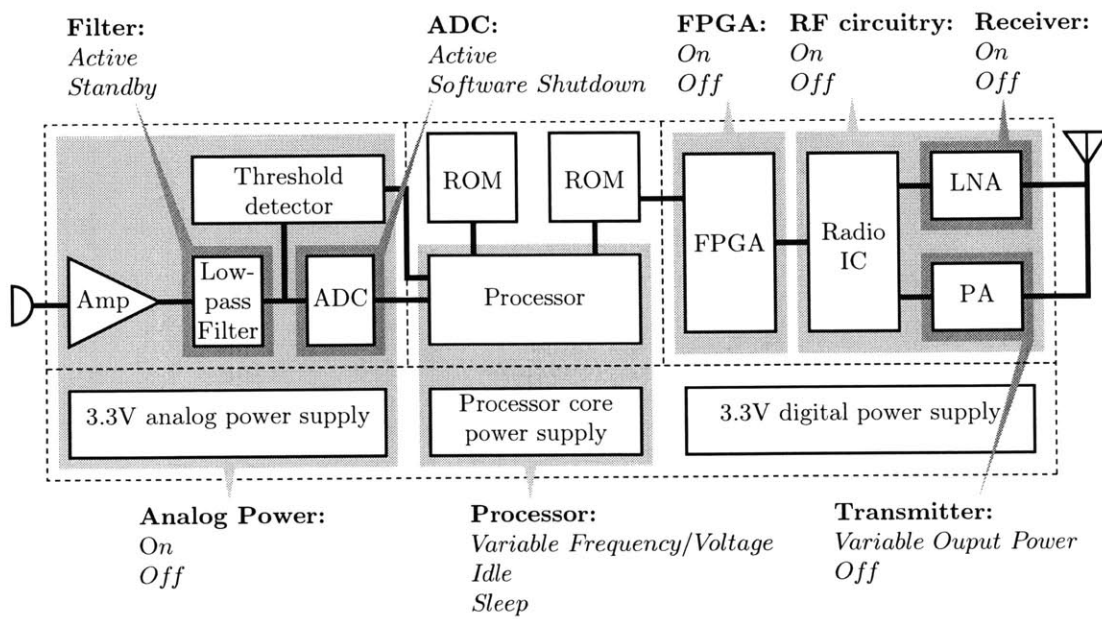 Filter:
Active
Standby
ADC:
Active
Software Shutdown
FPGA:
On
Off
RF circuitry:
On
Off
Receiver:
On
Off
Threshold
detector
ROM
ROM
LNA
FPGA
Radio
IC
Amp
Low-
pass
Filter
ADC
Processor
PA
3.3V analog power supply
Processor core
power supply
3.3V digital power supply
Analog Power:
On
Off
Processor:
Variable Frequency/Voltage
Idle
Sleep
Transmitter:
Variable Ouput Power
Off